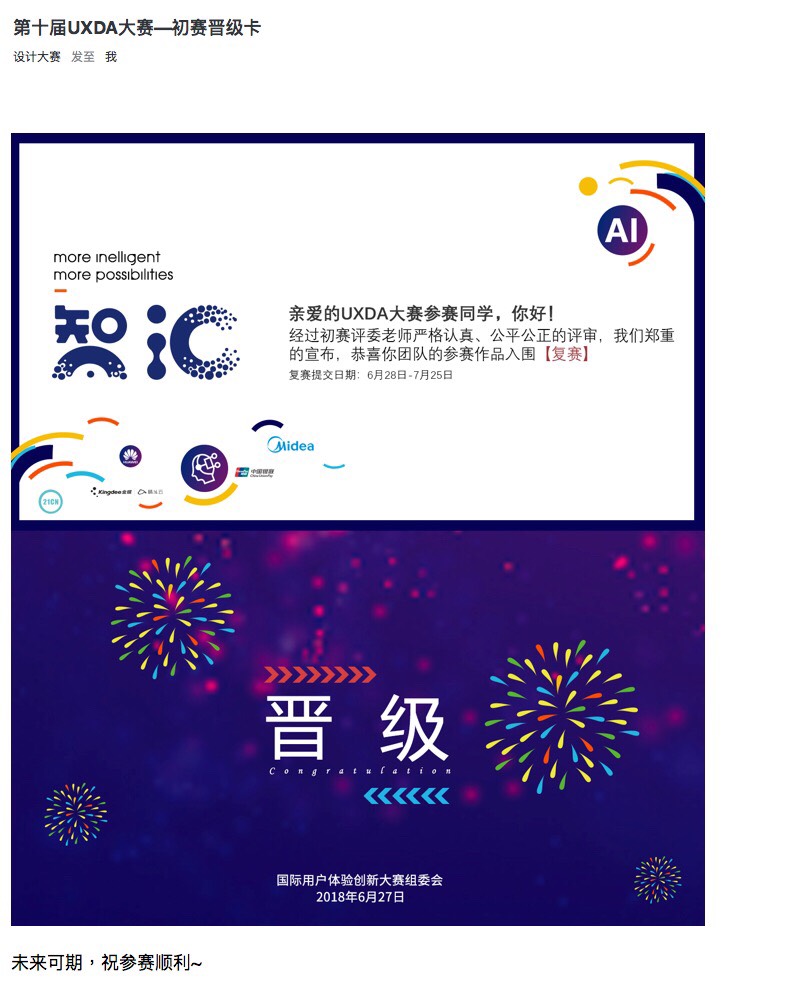 第十届UXDA大赛—初赛晋级卡
设计大赛 发至 我
AI
more inelligent
more possibilities
智汇
亲爱的UXDA大赛参赛同学，你好！
经过初赛评委老师严格认真、公平公正的评审，我们郑重
的宣布，恭喜你团队的参赛作品入围【复赛】
复赛提交日期：6月28日-7月25日
Midea
HUAWEI
中国银联
Kingdee金蝶
21CN
晋级
Congratulation
国际用户体验创新大赛组委会
2018年6月27日
未来可期，祝参赛顺利~